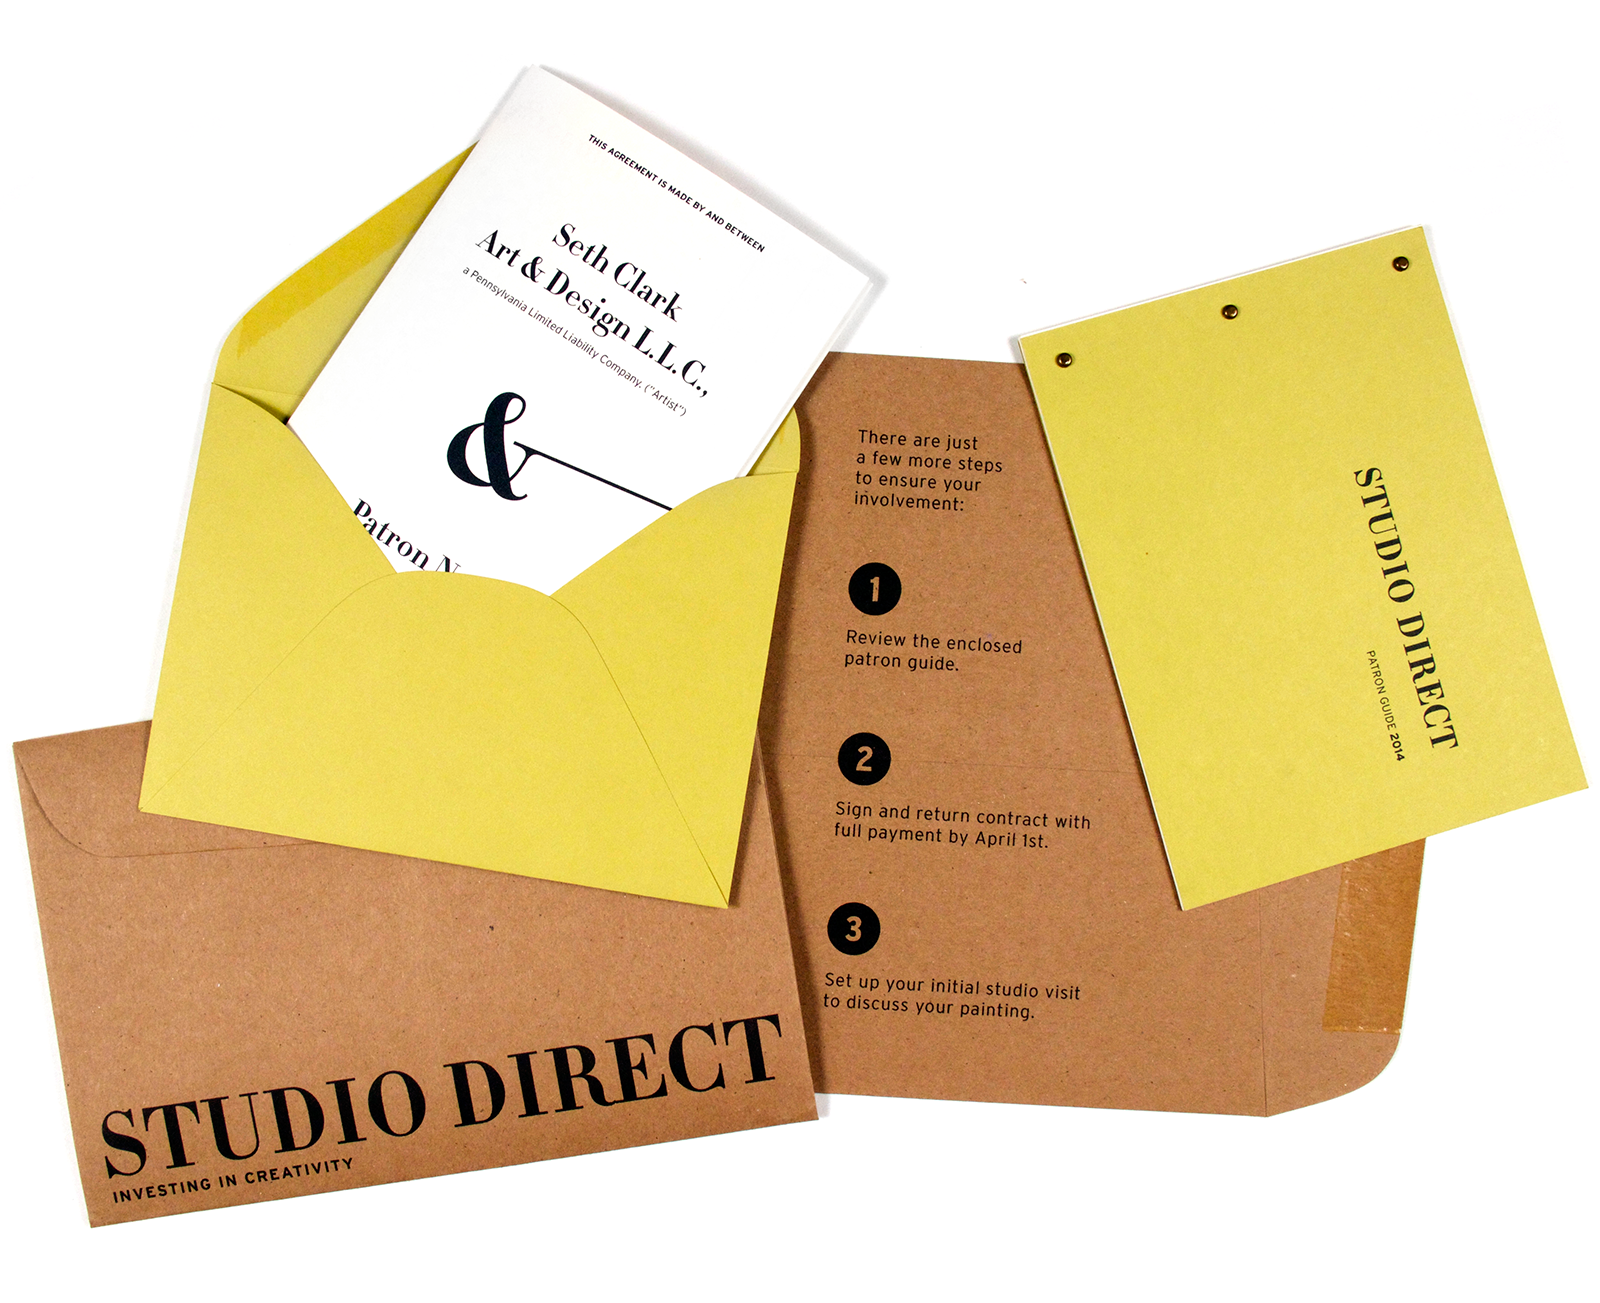 THIS AGREEMENT IS MADE BY AND BETWEEN
Seth Clark
Art & Design L.L.C.,
a Pennsylvania Limited Liability Company. ("Artist")
&
Patron
STUDIO DIRECT
INVESTING IN CREATIVITY
There are just
a few more steps
to ensure your
involvement:
1
Review the enclosed
patron guide.
2
Sign and return contract with
full payment by April 1st.
3
Set up your initial studio visit
to discuss your painting.
STUDIO DIRECT
PATRON GUIDE 2014